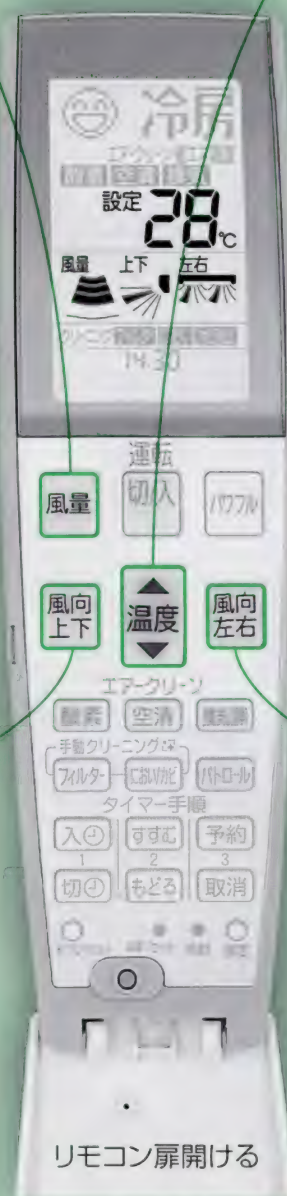 冷房
エアークリーン
設定 28℃
風量 上下 左右
14:30
運転
風量 切/入 パワフル
風向上下 ▲温度▼ 風向左右
エアークリーン
酸素 空清
手動クリーニング
フィルター においカビ パトロール
タイマー手順
入 すすむ 予約
1 2 3
切 もどる 取消
リモコン扉開ける